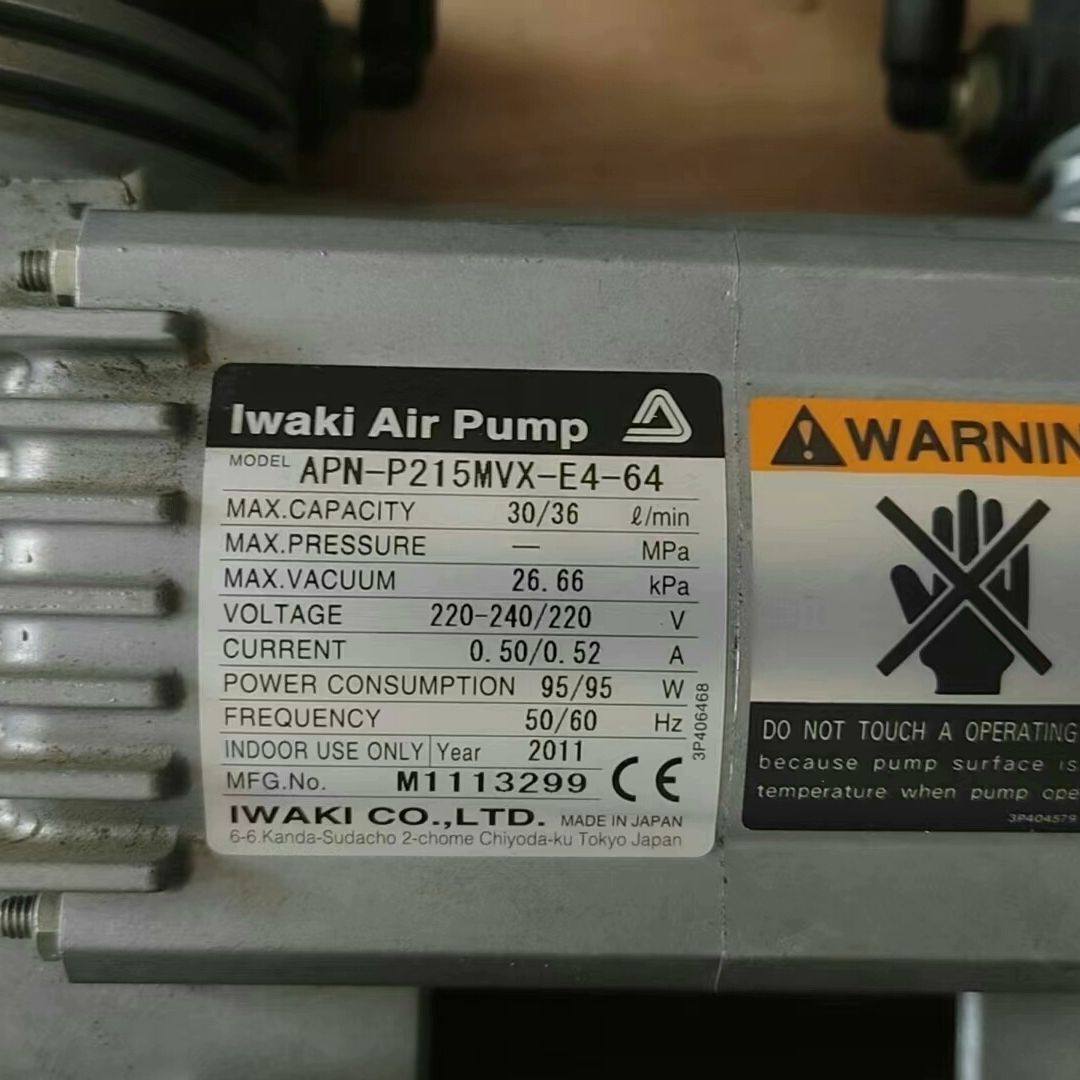 Iwaki Air Pump
MODEL APN-P215MVX-E4-64
MAX.CAPACITY 30/36 ℓ/min
MAX.PRESSURE — MPa
MAX.VACUUM 26.66 kPa
VOLTAGE 220-240/220 V
CURRENT 0.50/0.52 A
POWER CONSUMPTION 95/95 W
FREQUENCY 50/60 Hz
INDOOR USE ONLY Year 2011
MFG.No. M1113299 CE
IWAKI CO.,LTD. MADE IN JAPAN
6-6.Kanda-Sudacho 2-chome Chiyoda-ku Tokyo Japan
3P406468
WARNIN
DO NOT TOUCH A OPERATING
because pump surface is
temperature when pump ope
3P404579